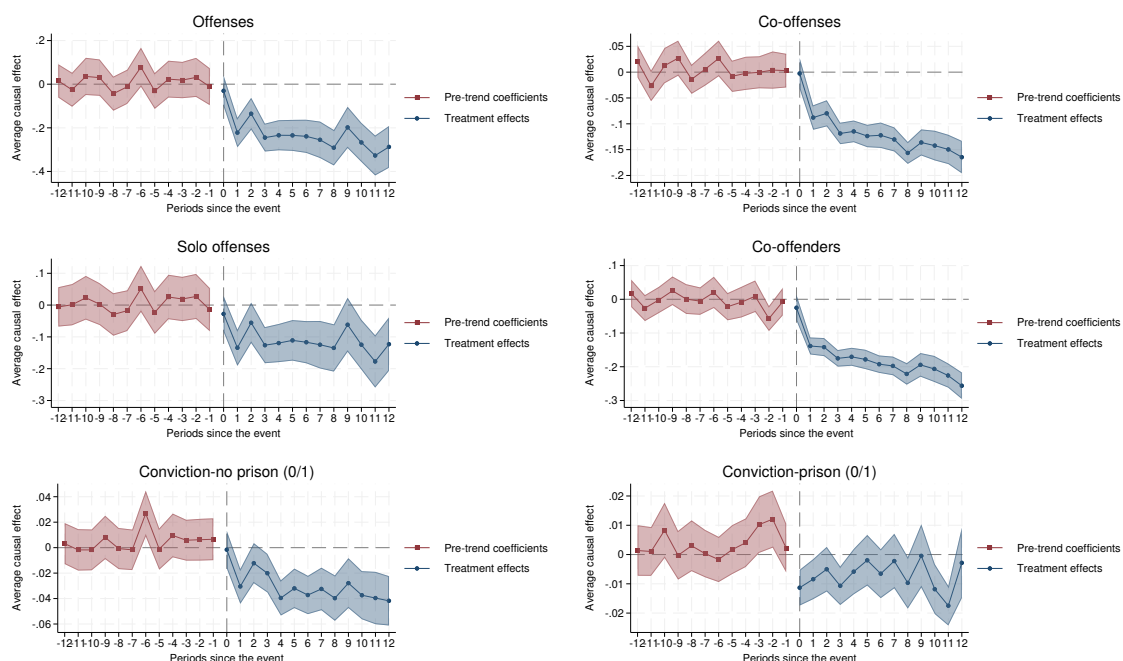 Offenses
Average causal effect
.2
0
-.2
-.4
-12 -11 -10 -9 -8 -7 -6 -5 -4 -3 -2 -1 0 1 2 3 4 5 6 7 8 9 10 11 12
Periods since the event
Pre-trend coefficients
Treatment effects
Co-offenses
Average causal effect
.05
0
-.05
-.1
-.15
-.2
-12 -11 -10 -9 -8 -7 -6 -5 -4 -3 -2 -1 0 1 2 3 4 5 6 7 8 9 10 11 12
Periods since the event
Pre-trend coefficients
Treatment effects
Solo offenses
Average causal effect
.1
0
-.1
-.2
-.3
-12 -11 -10 -9 -8 -7 -6 -5 -4 -3 -2 -1 0 1 2 3 4 5 6 7 8 9 10 11 12
Periods since the event
Pre-trend coefficients
Treatment effects
Co-offenders
Average causal effect
.1
0
-.1
-.2
-.3
-12 -11 -10 -9 -8 -7 -6 -5 -4 -3 -2 -1 0 1 2 3 4 5 6 7 8 9 10 11 12
Periods since the event
Pre-trend coefficients
Treatment effects
Conviction-no prison (0/1)
Average causal effect
.04
.02
0
-.02
-.04
-.06
-12 -11 -10 -9 -8 -7 -6 -5 -4 -3 -2 -1 0 1 2 3 4 5 6 7 8 9 10 11 12
Periods since the event
Pre-trend coefficients
Treatment effects
Conviction-prison (0/1)
Average causal effect
.02
.01
0
-.01
-.02
-12 -11 -10 -9 -8 -7 -6 -5 -4 -3 -2 -1 0 1 2 3 4 5 6 7 8 9 10 11 12
Periods since the event
Pre-trend coefficients
Treatment effects